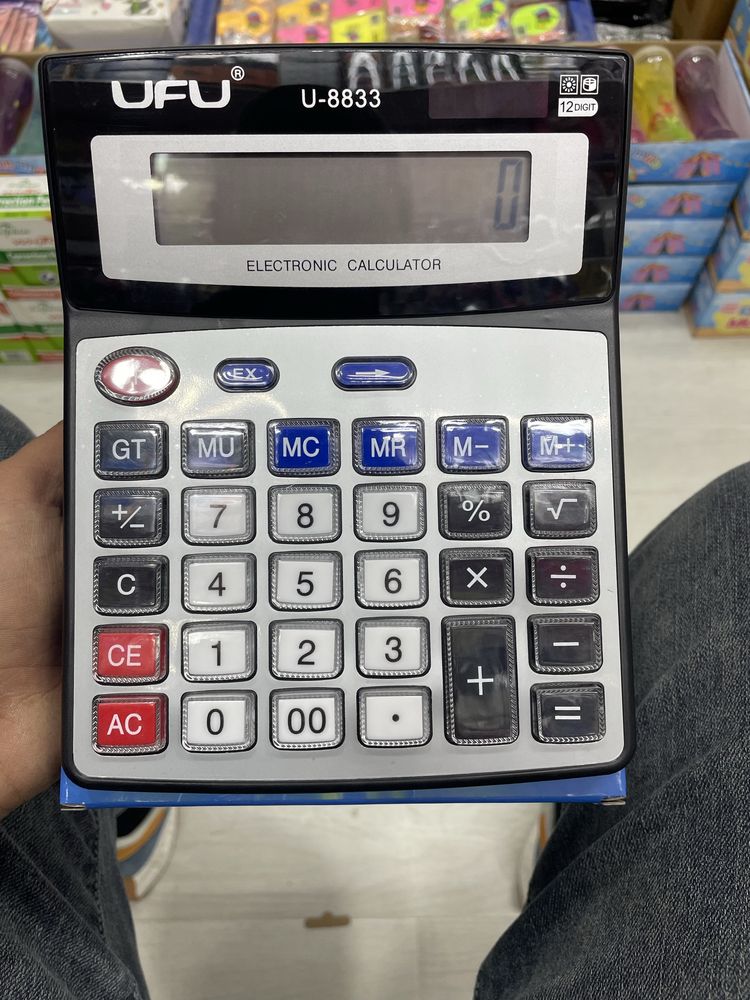 UFU®
U-8833
12 DIGIT
0
ELECTRONIC CALCULATOR
EX →
GT MU MC MR M− M+
+/− 7 8 9 % √
C 4 5 6 × ÷
CE 1 2 3 + −
AC 0 00 . =